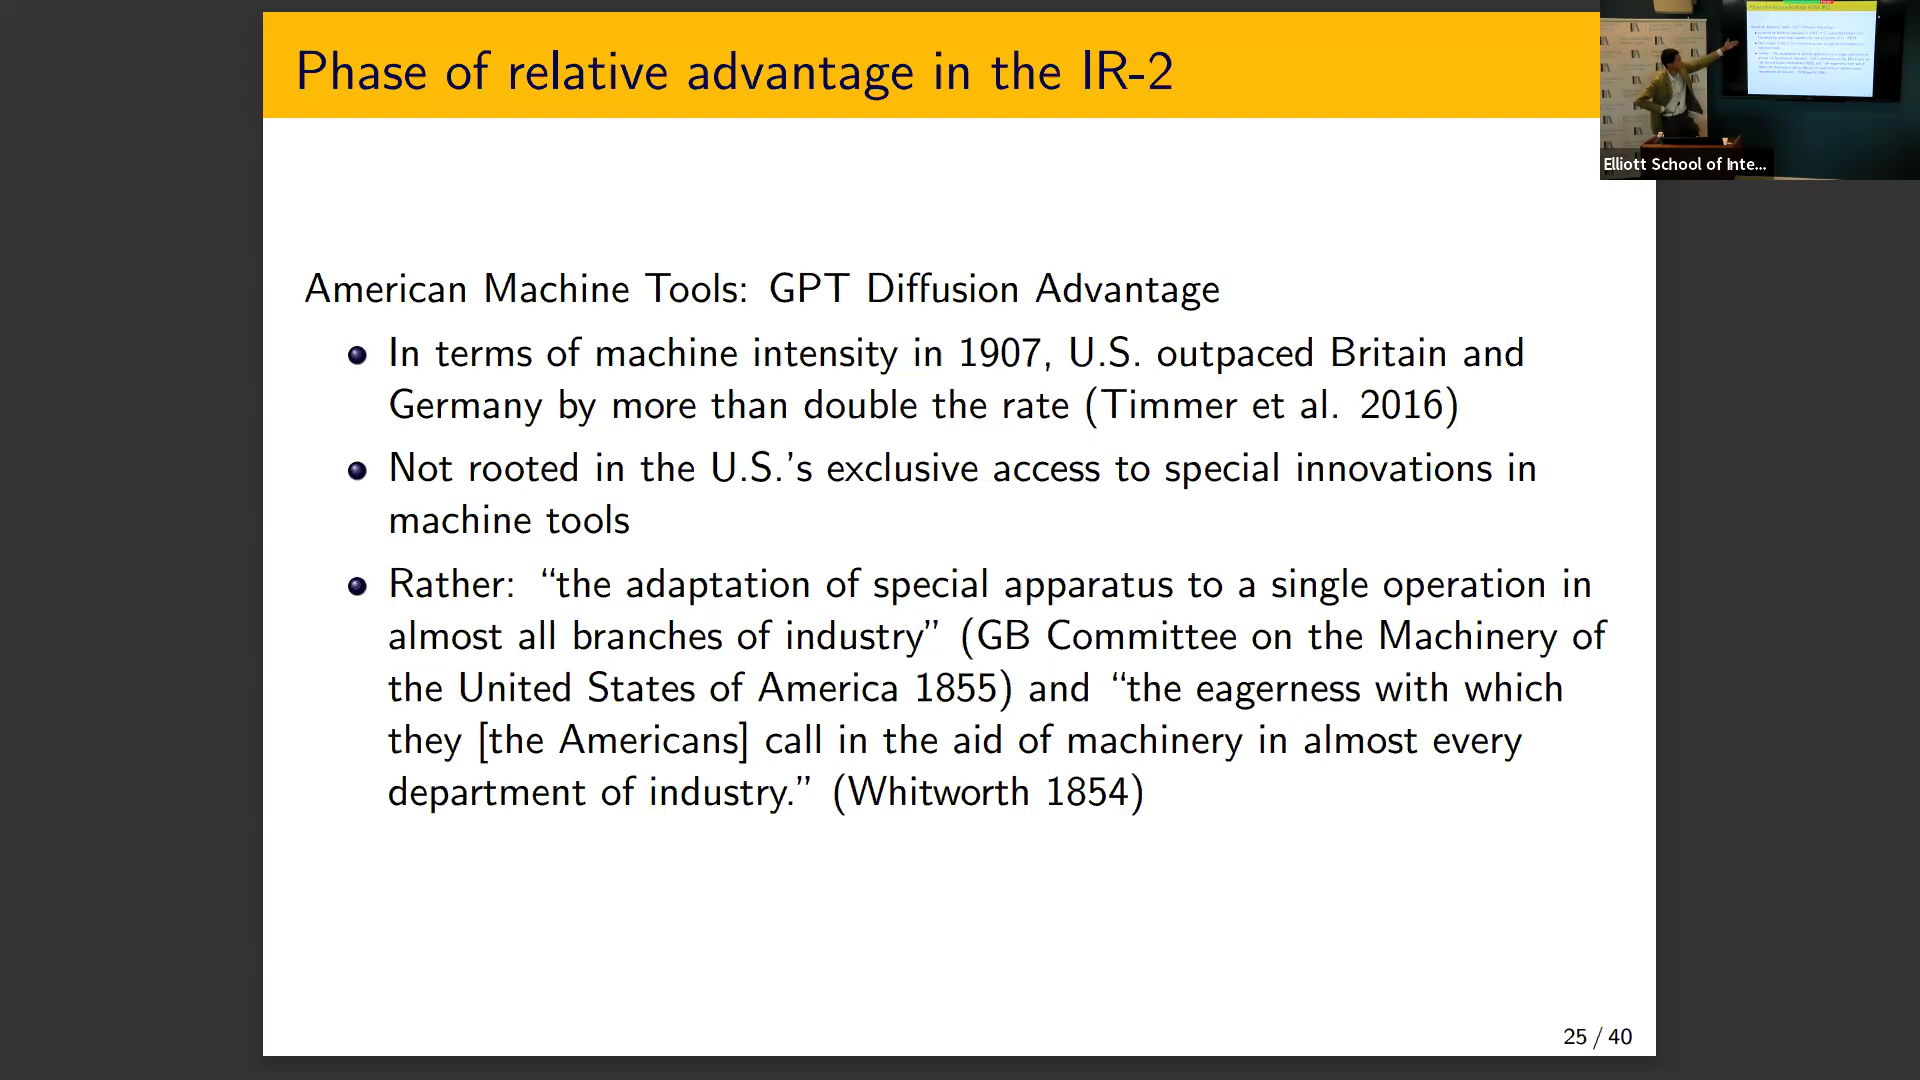 Phase of relative advantage in the IR-2
Elliott School of Inte...
American Machine Tools: GPT Diffusion Advantage
In terms of machine intensity in 1907, U.S. outpaced Britain and
Germany by more than double the rate (Timmer et al. 2016)
Not rooted in the U.S.'s exclusive access to special innovations in
machine tools
Rather: “the adaptation of special apparatus to a single operation in
almost all branches of industry” (GB Committee on the Machinery of
the United States of America 1855) and “the eagerness with which
they [the Americans] call in the aid of machinery in almost every
department of industry.” (Whitworth 1854)
25 / 40